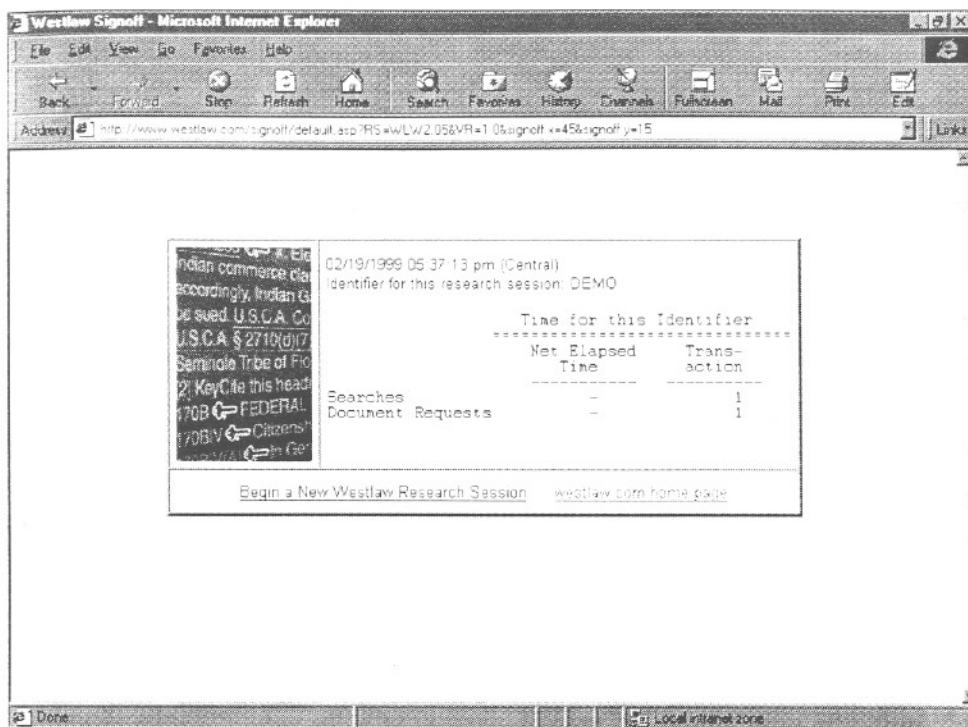 Westlaw Signoff - Microsoft Internet Explorer
File Edit View Go Favorites Help
Back Forward Stop Refresh Home Search Favorites History Channels Fullscreen Mail Print Edit
Address http://www.westlaw.com/signoff/default.asp?RS=WLW2.05&VR=1.0&signoff.x=45&signoff.y=15 Links
Indian commerce cla
accordingly, Indian G
be sued. U.S.C.A. Co
U.S.C.A. § 2710(d)(7
Seminole Tribe of Flo
[2] KeyCite this head
170B FEDERAL
170BIV Citizensh
In Ge
02/19/1999 05:37:13 pm (Central)
Identifier for this research session: DEMO
Time for this Identifier
Net Elapsed Trans-
Time action
Searches - 1
Document Requests - 1
Begin a New Westlaw Research Session westlaw.com home page
Done Local intranet zone